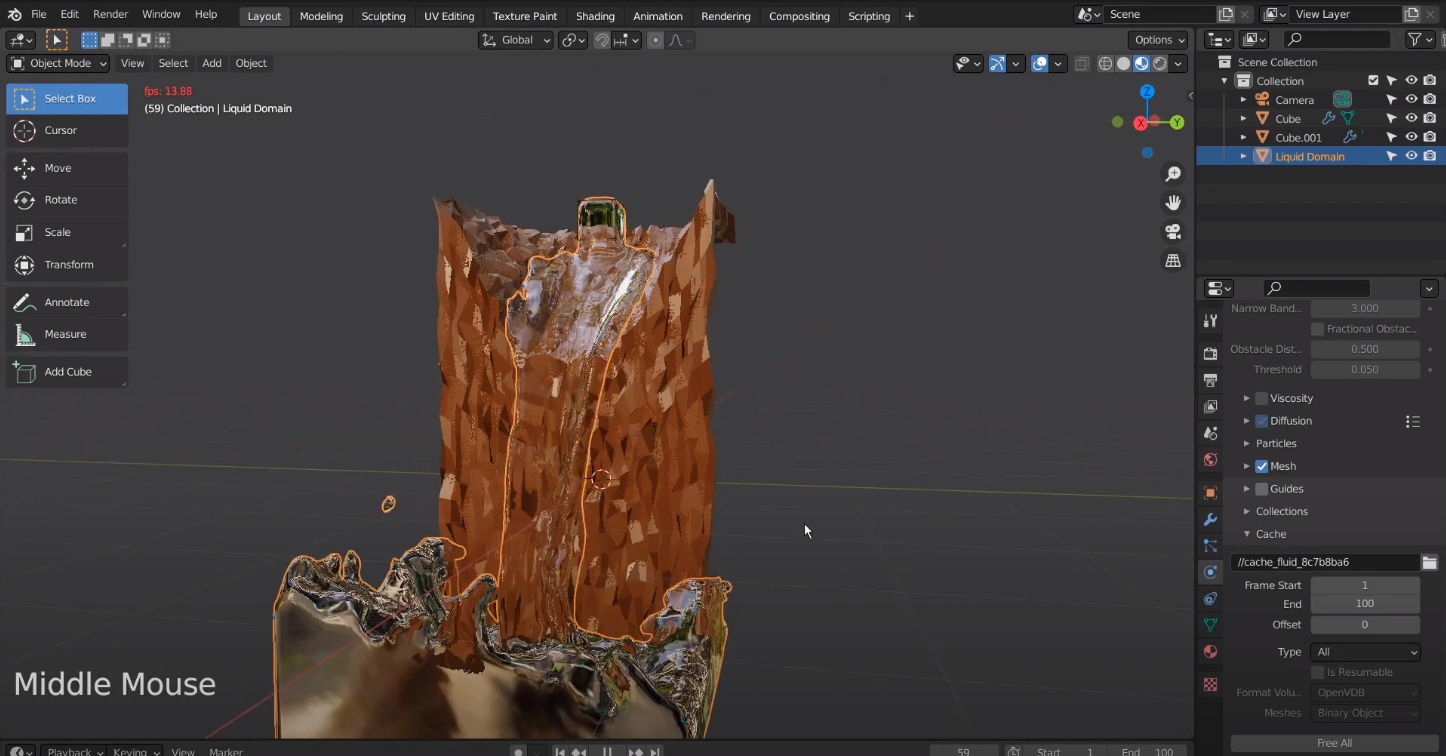 File Edit Render Window Help Layout Modeling Sculpting UV Editing Texture Paint Shading Animation Rendering Compositing Scripting + Scene View Layer
Global Options
Object Mode View Select Add Object
Select Box
Cursor
Move
Rotate
Scale
Transform
Annotate
Measure
Add Cube
fps: 13.88
(59) Collection | Liquid Domain
Z
X
Y
Middle Mouse
Scene Collection
Collection
Camera
Cube
Cube.001
Liquid Domain
Narrow Band... 3.000
Fractional Obstac...
Obstacle Dist... 0.500
Threshold 0.050
Viscosity
Diffusion
Particles
Mesh
Guides
Collections
Cache
//cache_fluid_8c7b8ba6
Frame Start 1
End 100
Offset 0
Type All
Is Resumable
Format Volu... OpenVDB
Meshes Binary Object
Free All
Playback Keying View Marker 59 Start 1 End 100